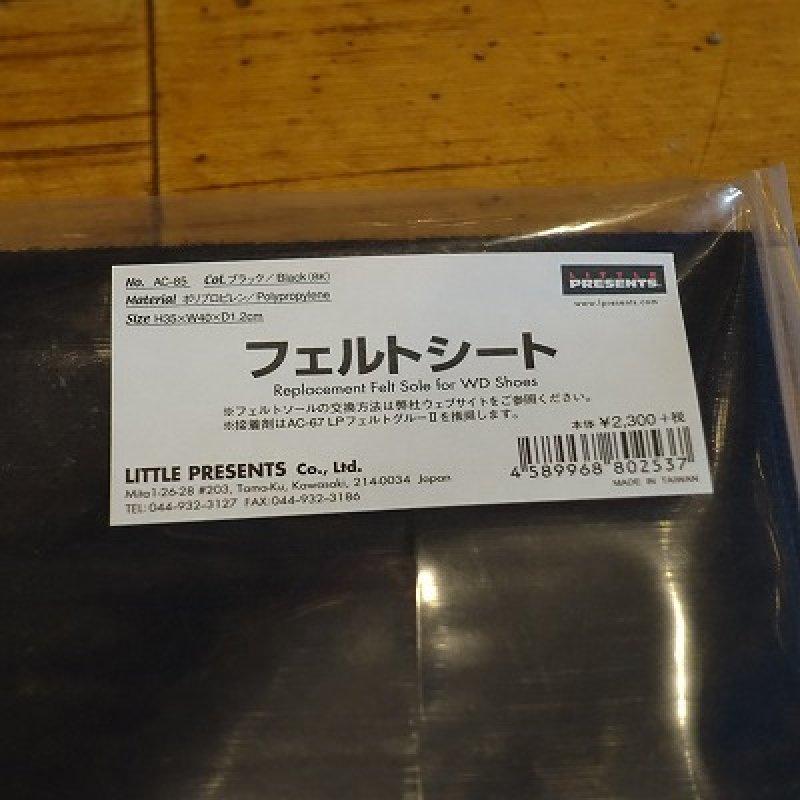 No. AC-85 Col. ブラック／Black(BK)
Material ポリプロピレン／Polypropylene
Size H35×W40×D1.2cm
LITTLE PRESENTS
www.lpresents.com
フェルトシート
Replacement Felt Sole for WD Shoes
※フェルトソールの交換方法は弊社ウェブサイトをご参照ください。
※接着剤はAC-67 LPフェルトグルーⅡを推奨します。
本体 ¥2,300 +税
4 589968 802537
MADE IN TAIWAN
LITTLE PRESENTS Co., Ltd.
Mita1-26-28 #203, Tama-Ku, Kawasaki, 214-0034 Japan
TEL: 044-932-3127 FAX:044-932-3186